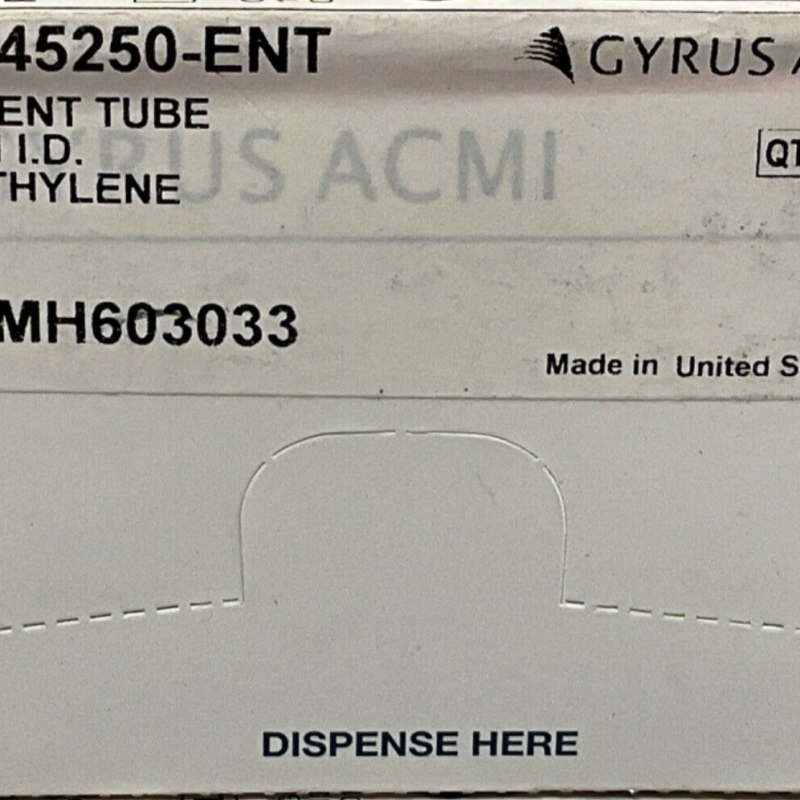 45250-ENT
GYRUS A
ENT TUBE
I.D.
THYLENE
RUS ACMI
QT
MH603033
Made in United S
DISPENSE HERE